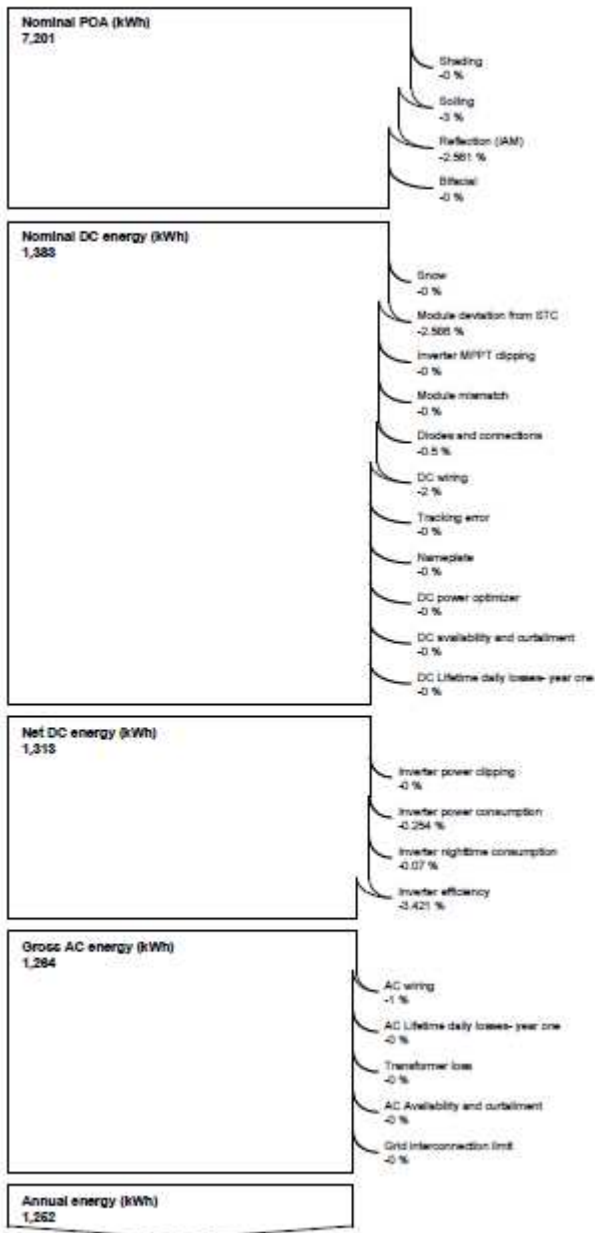 Nominal POA (kWh)
7,201
Shading
-0 %
Soiling
-3 %
Reflection (IAM)
-2.561 %
Bifacial
-0 %
Nominal DC energy (kWh)
1,383
Snow
-0 %
Module deviation from STC
-2.566 %
Inverter MPPT clipping
-0 %
Module mismatch
-0 %
Diodes and connections
-0.5 %
DC wiring
-2 %
Tracking error
-0 %
Nameplate
-0 %
DC power optimizer
-0 %
DC availability and curtailment
-0 %
DC Lifetime daily losses- year one
-0 %
Net DC energy (kWh)
1,313
Inverter power clipping
-0 %
Inverter power consumption
-0.254 %
Inverter nighttime consumption
-0.07 %
Inverter efficiency
-3.421 %
Gross AC energy (kWh)
1,264
AC wiring
-1 %
AC Lifetime daily losses- year one
-0 %
Transformer loss
-0 %
AC Availability and curtailment
-0 %
Grid interconnection limit
-0 %
Annual energy (kWh)
1,252